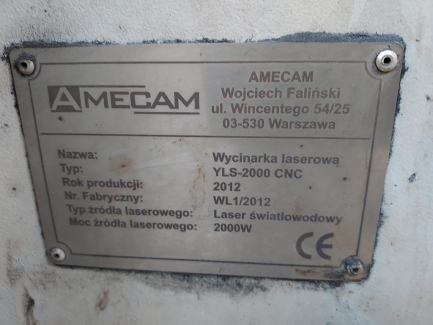 AMECAM
AMECAM
Wojciech Faliński
ul. Wincentego 54/25
03-530 Warszawa
Nazwa: Wycinarka laserowa
Typ: YLS-2000 CNC
Rok produkcji: 2012
Nr. Fabryczny: WL1/2012
Typ źródła laserowego: Laser światłowodowy
Moc źródła laserowego: 2000W
CE